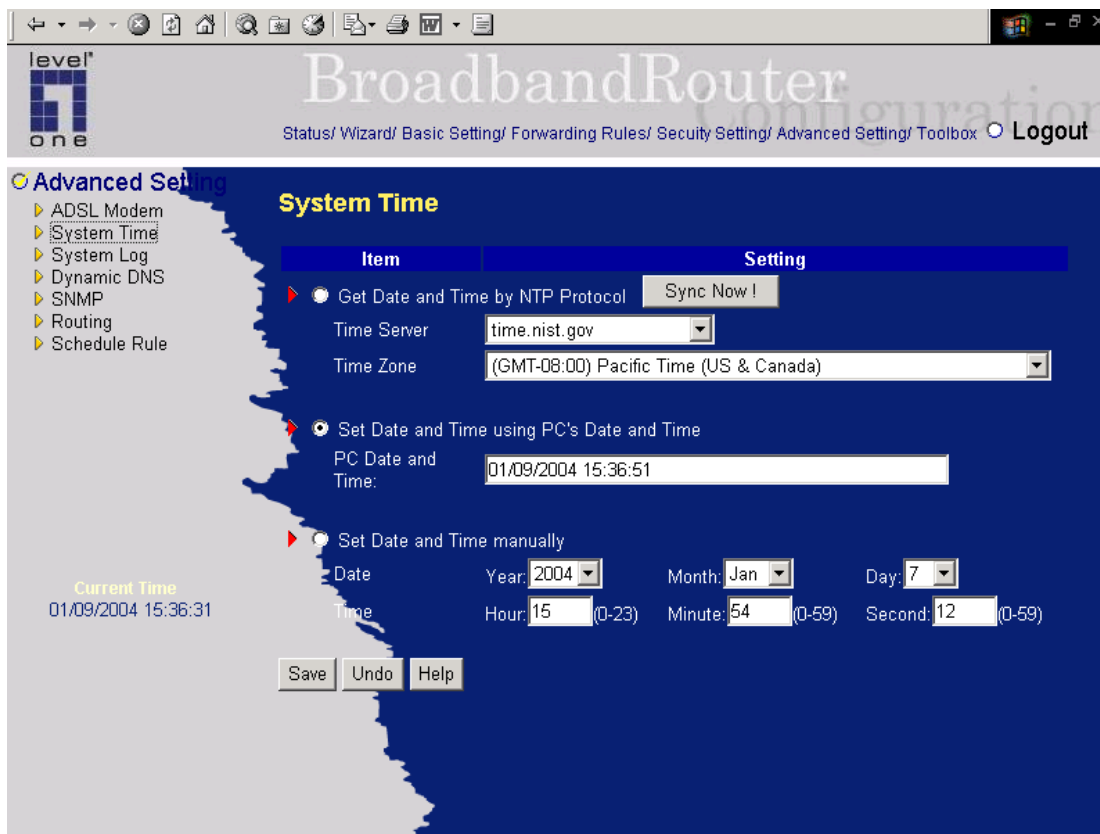 level
one
BroadbandRouter
Configuration
Status/ Wizard/ Basic Setting/ Forwarding Rules/ Secuity Setting/ Advanced Setting/ Toolbox Logout
Advanced Setting
ADSL Modem
System Time
System Log
Dynamic DNS
SNMP
Routing
Schedule Rule
Current Time
01/09/2004 15:36:31
System Time
Item Setting
Get Date and Time by NTP Protocol Sync Now !
Time Server time.nist.gov
Time Zone (GMT-08:00) Pacific Time (US & Canada)
Set Date and Time using PC's Date and Time
PC Date and
Time: 01/09/2004 15:36:51
Set Date and Time manually
Date Year: 2004 Month: Jan Day: 7
Time Hour: 15 (0-23) Minute: 54 (0-59) Second: 12 (0-59)
Save Undo Help